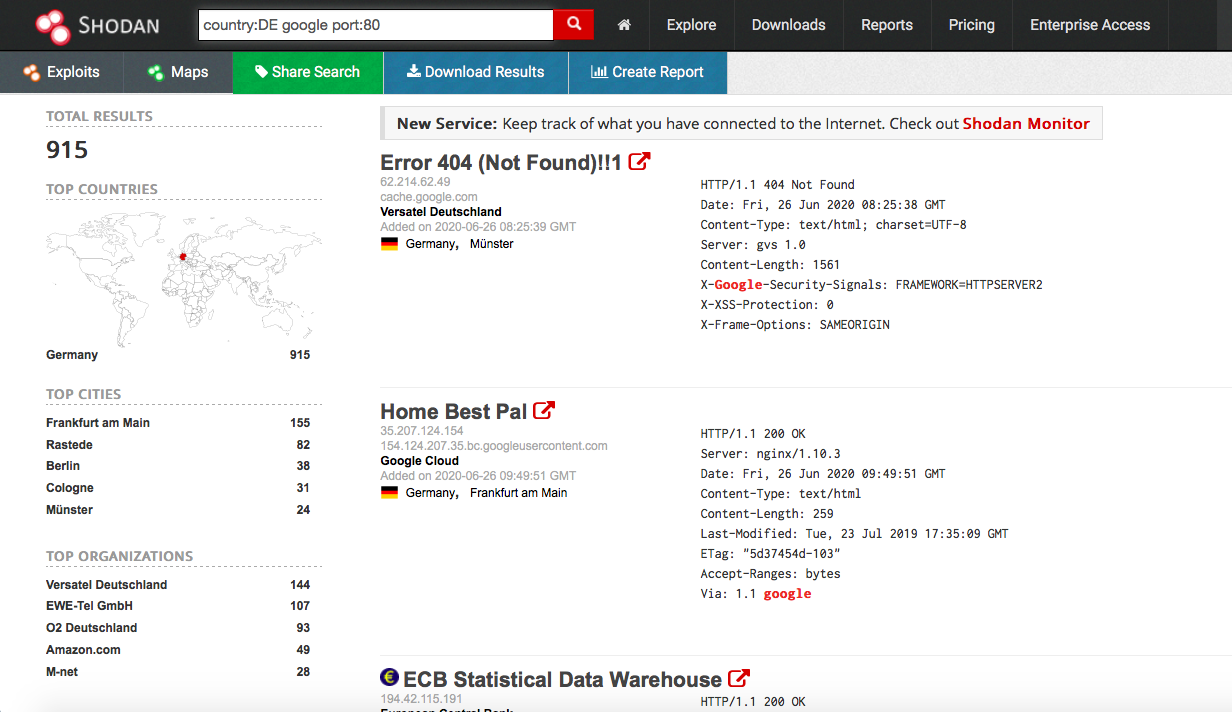 SHODAN
country:DE google port:80
Explore
Downloads
Reports
Pricing
Enterprise Access
Exploits
Maps
Share Search
Download Results
Create Report
TOTAL RESULTS
915
TOP COUNTRIES
Germany 915
TOP CITIES
Frankfurt am Main 155
Rastede 82
Berlin 38
Cologne 31
Münster 24
TOP ORGANIZATIONS
Versatel Deutschland 144
EWE-Tel GmbH 107
O2 Deutschland 93
Amazon.com 49
M-net 28
New Service: Keep track of what you have connected to the Internet. Check out Shodan Monitor
Error 404 (Not Found)!!1
62.214.62.49
cache.google.com
Versatel Deutschland
Added on 2020-06-26 08:25:39 GMT
Germany, Münster
HTTP/1.1 404 Not Found
Date: Fri, 26 Jun 2020 08:25:38 GMT
Content-Type: text/html; charset=UTF-8
Server: gvs 1.0
Content-Length: 1561
X-Google-Security-Signals: FRAMEWORK=HTTPSERVER2
X-XSS-Protection: 0
X-Frame-Options: SAMEORIGIN
Home Best Pal
35.207.124.154
154.124.207.35.bc.googleusercontent.com
Google Cloud
Added on 2020-06-26 09:49:51 GMT
Germany, Frankfurt am Main
HTTP/1.1 200 OK
Server: nginx/1.10.3
Date: Fri, 26 Jun 2020 09:49:51 GMT
Content-Type: text/html
Content-Length: 259
Last-Modified: Tue, 23 Jul 2019 17:35:09 GMT
ETag: "5d37454d-103"
Accept-Ranges: bytes
Via: 1.1 google
€ ECB Statistical Data Warehouse
194.42.115.191
European Central Bank
HTTP/1.1 200 OK